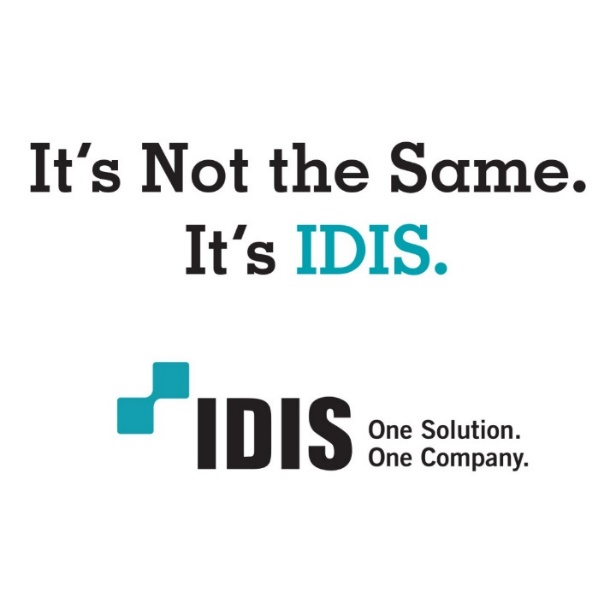 It's Not the Same.
It's IDIS.
IDIS
One Solution.
One Company.